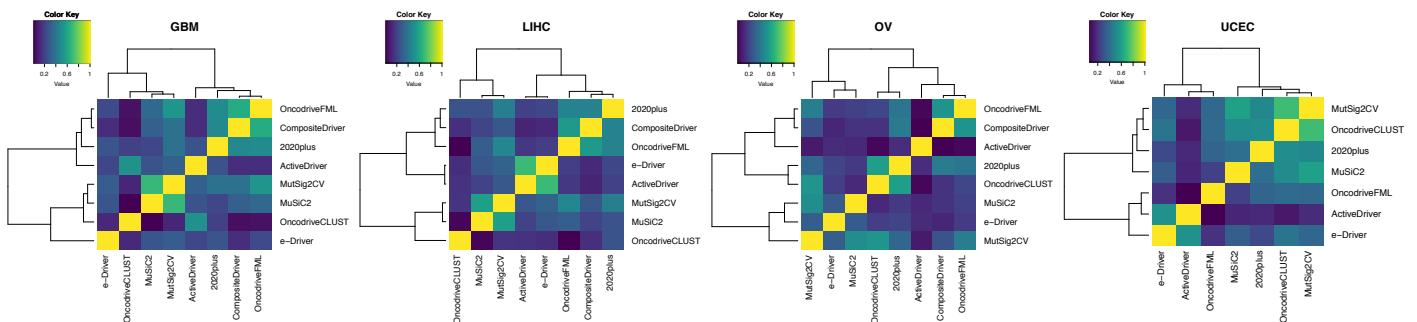 Color Key
0.2 0.6 1
Value
GBM
OncodriveFML
CompositeDriver
2020plus
ActiveDriver
MutSig2CV
MuSiC2
OncodriveCLUST
e-Driver
e-Driver
OncodriveCLUST
MuSiC2
MutSig2CV
ActiveDriver
2020plus
CompositeDriver
OncodriveFML
Color Key
0.2 0.6 1
Value
LIHC
2020plus
CompositeDriver
OncodriveFML
e-Driver
ActiveDriver
MutSig2CV
MuSiC2
OncodriveCLUST
OncodriveCLUST
MuSiC2
MutSig2CV
ActiveDriver
e-Driver
OncodriveFML
CompositeDriver
2020plus
Color Key
0.2 0.6 1
Value
OV
OncodriveFML
CompositeDriver
ActiveDriver
2020plus
OncodriveCLUST
MuSiC2
e-Driver
MutSig2CV
MutSig2CV
e-Driver
MuSiC2
OncodriveCLUST
2020plus
ActiveDriver
CompositeDriver
OncodriveFML
Color Key
0.2 0.6 1
Value
UCEC
MutSig2CV
OncodriveCLUST
2020plus
MuSiC2
OncodriveFML
ActiveDriver
e-Driver
e-Driver
ActiveDriver
OncodriveFML
MuSiC2
2020plus
OncodriveCLUST
MutSig2CV